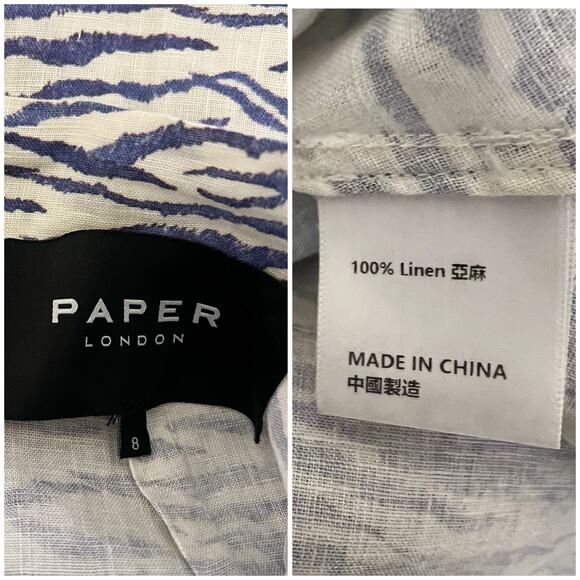 PAPER
LONDON
8
100% Linen 亞麻
MADE IN CHINA
中國製造